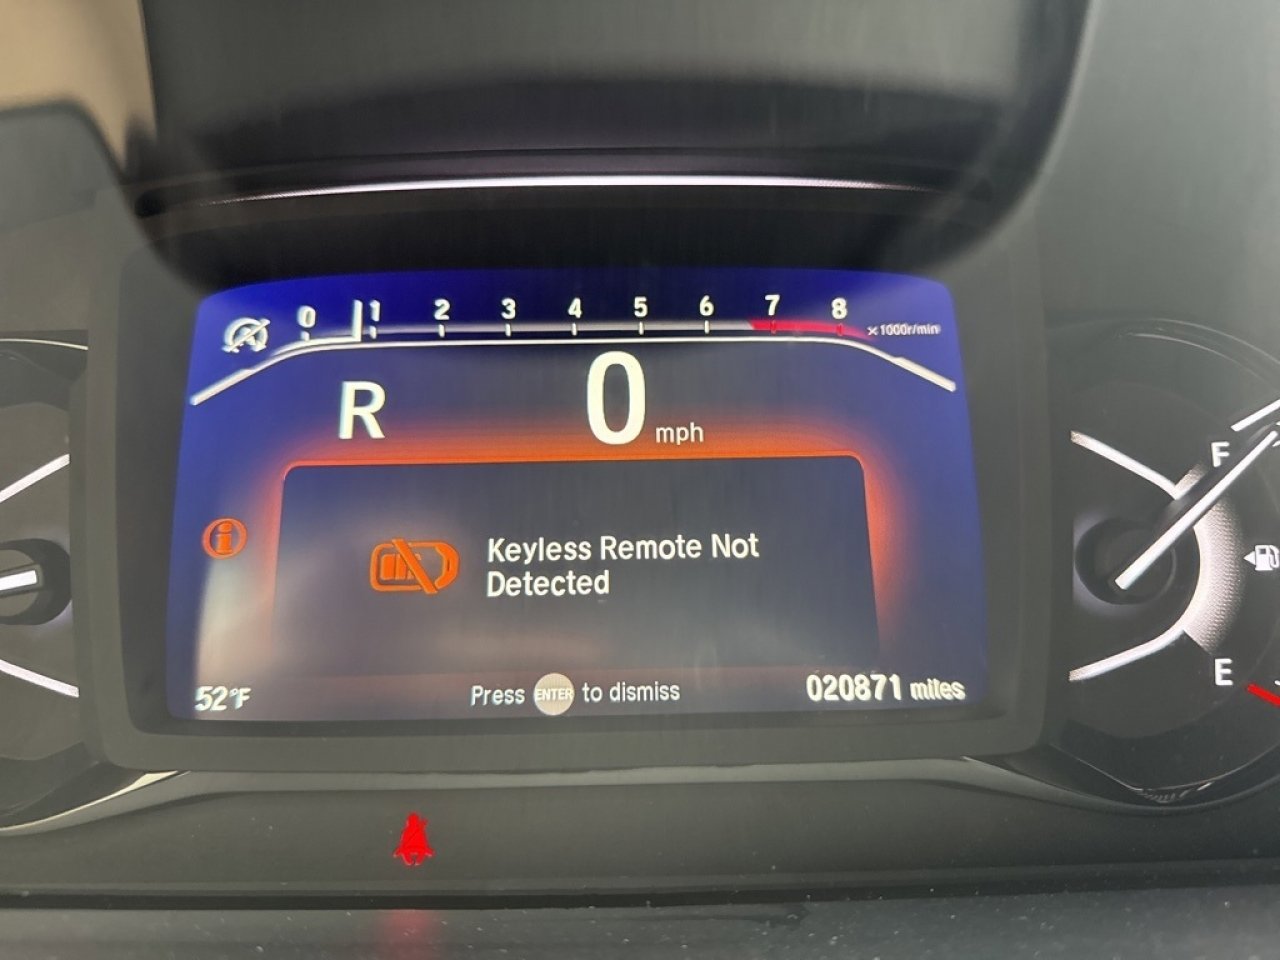 0 1 2 3 4 5 6 7 8 ×1000r/min
A
R 0 mph
F
i
Keyless Remote Not
Detected
E
52°F
Press ENTER to dismiss
020871 miles